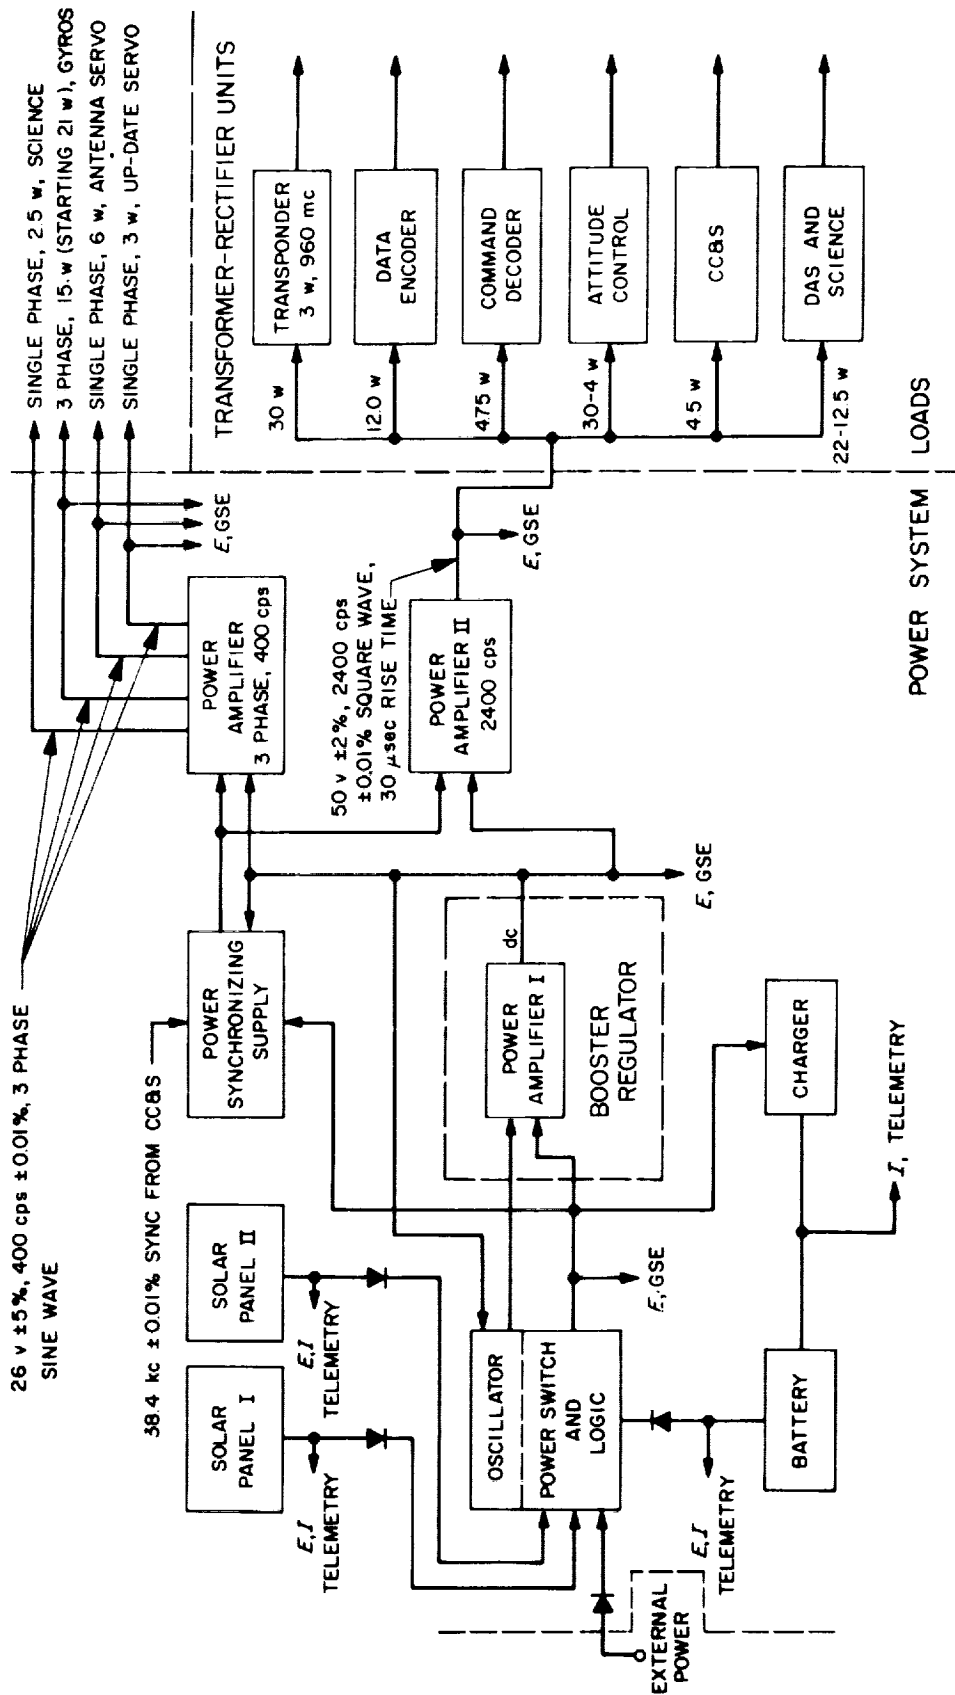 26 v ±5%, 400 cps ±0.01%, 3 PHASE
SINE WAVE
38.4 kc ±0.01% SYNC FROM CC&S
SINGLE PHASE, 2.5 w, SCIENCE
3 PHASE, 15 w (STARTING 21 w), GYROS
SINGLE PHASE, 6 w, ANTENNA SERVO
SINGLE PHASE, 3 w, UP-DATE SERVO
E, GSE
SOLAR
PANEL I
SOLAR
PANEL II
POWER
SYNCHRONIZING
SUPPLY
POWER
AMPLIFIER
3 PHASE, 400 cps
TRANSFORMER-RECTIFIER UNITS
E,I
TELEMETRY
E,I
TELEMETRY
50 v ±2%, 2400 cps
±0.01% SQUARE WAVE,
30 μsec RISE TIME
30 w
TRANSPONDER
3 w, 960 mc
12.0 w
DATA
ENCODER
POWER
AMPLIFIER II
2400 cps
E, GSE
4.75 w
COMMAND
DECODER
OSCILLATOR
POWER SWITCH
AND
LOGIC
dc
POWER
AMPLIFIER I
BOOSTER
REGULATOR
30-4 w
ATTITUDE
CONTROL
EXTERNAL
POWER
E, GSE
E, GSE
4.5 w
CC&S
E,I
TELEMETRY
BATTERY
CHARGER
22-12.5 w
DAS AND
SCIENCE
I, TELEMETRY
POWER SYSTEM
LOADS